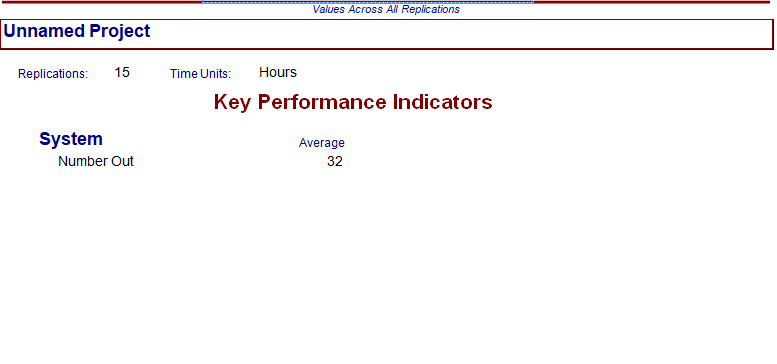 Values Across All Replications
Unnamed Project
Replications: 15 Time Units: Hours
Key Performance Indicators
System Average
Number Out 32